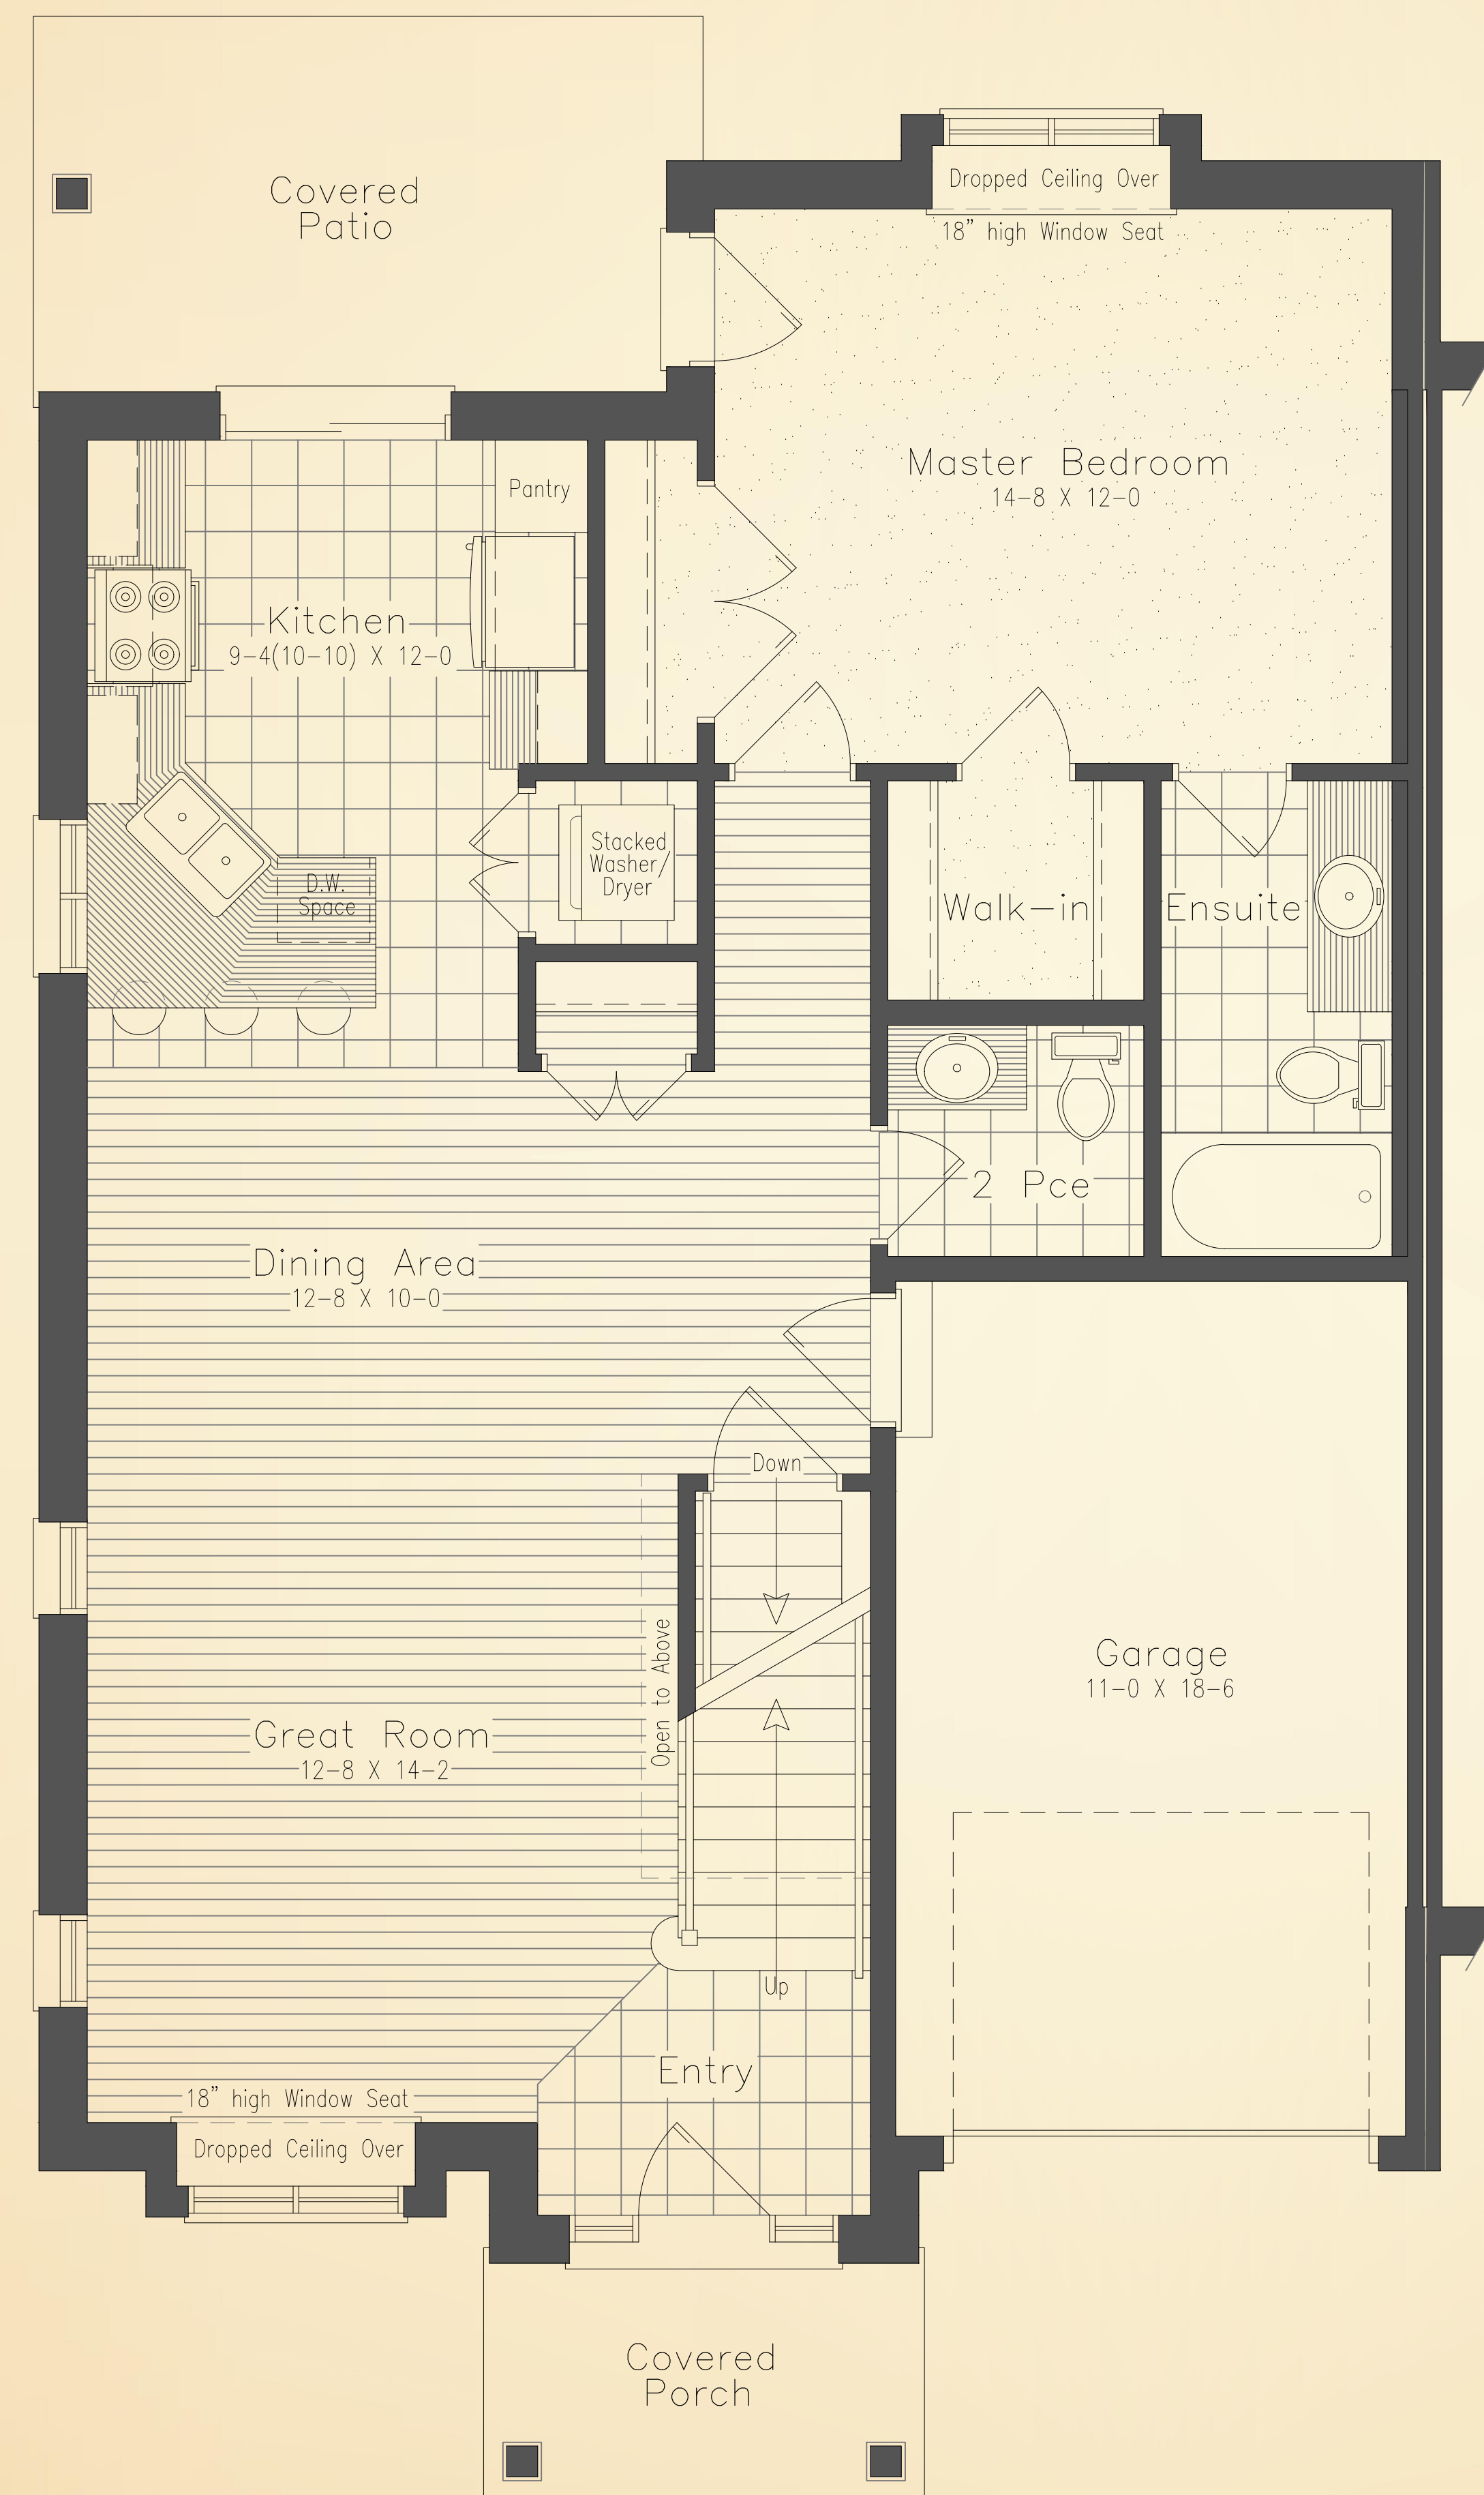 Covered
Patio
Dropped Ceiling Over
18” high Window Seat
Master Bedroom
14-8 X 12-0
Pantry
Kitchen
9-4(10-10) X 12-0
Stacked
Washer/
Dryer
D.W.
Space
Walk-in
Ensuite
2 Pce
Dining Area
12-8 X 10-0
Down
Open to Above
Garage
11-0 X 18-6
Great Room
12-8 X 14-2
Up
Entry
18” high Window Seat
Dropped Ceiling Over
Covered
Porch